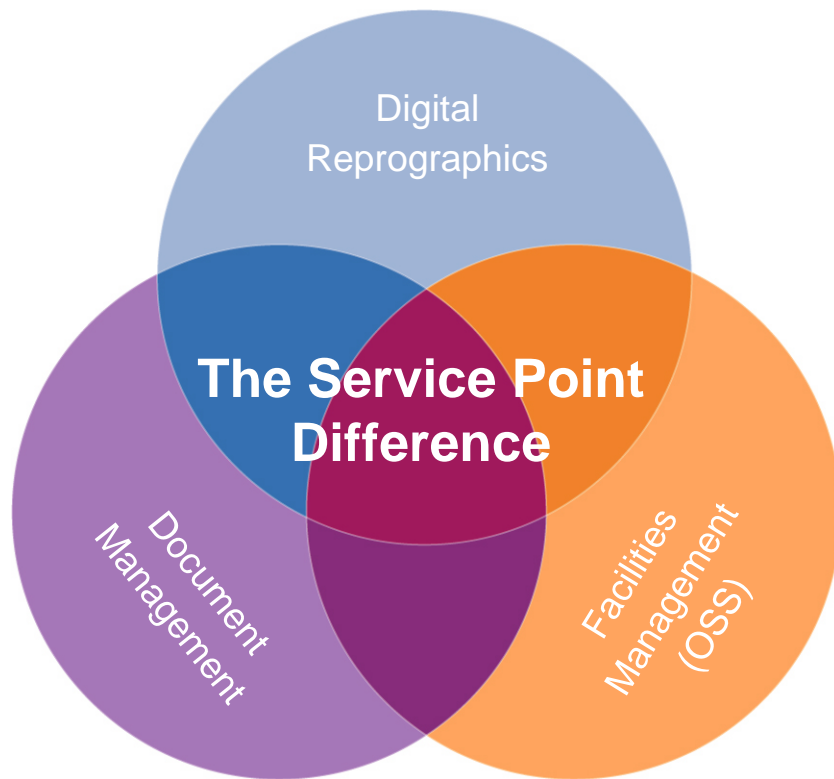 Digital
Reprographics
The Service Point
Difference
Document
Management
Facilities
Management
(OSS)